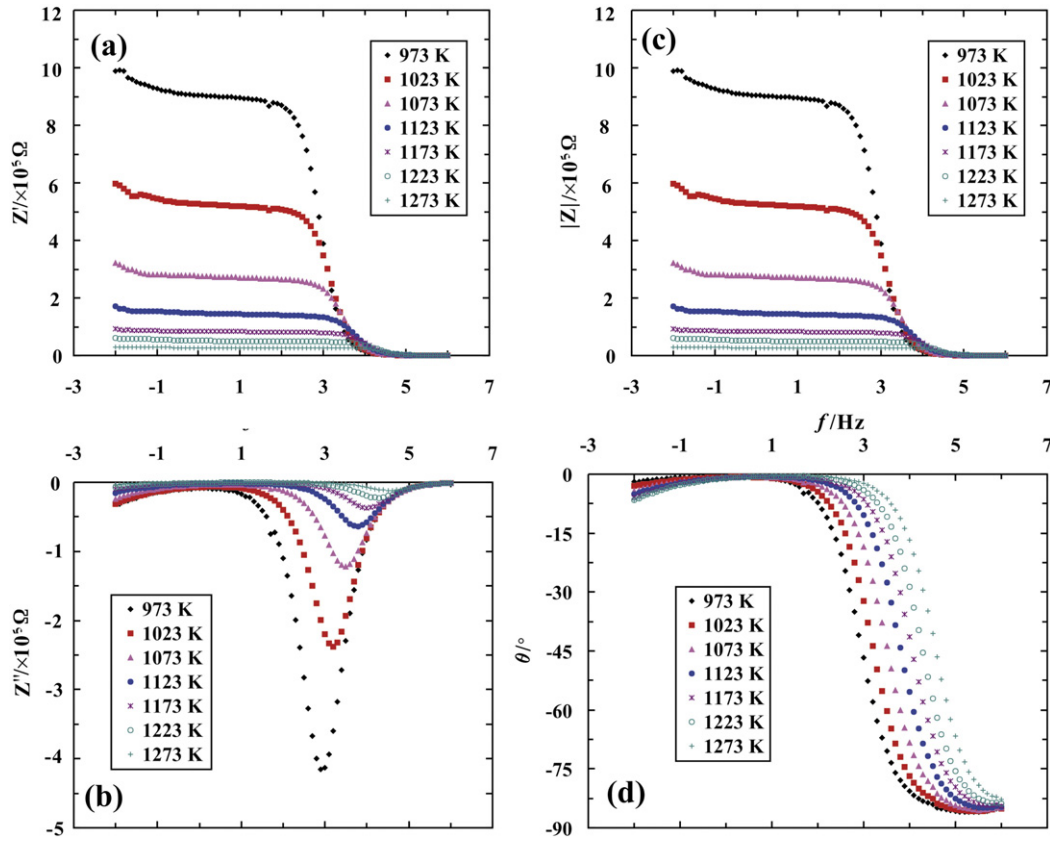 (a)
12
10
8
6
4
2
0
Z'/×10⁵ Ω
973 K
1023 K
1073 K
1123 K
1173 K
1223 K
1273 K
-3 -1 1 3 5 7
(c)
12
10
8
6
4
2
0
|Z|/×10⁵ Ω
973 K
1023 K
1073 K
1123 K
1173 K
1223 K
1273 K
-3 -1 1 3 5 7
f/Hz
-3 -1 1 3 5 7
0
-1
-2
-3
-4
-5
Z''/×10⁵ Ω
973 K
1023 K
1073 K
1123 K
1173 K
1223 K
1273 K
(b)
-3 -1 1 3 5 7
0
-15
-30
-45
-60
-75
-90
θ/°
973 K
1023 K
1073 K
1123 K
1173 K
1223 K
1273 K
(d)